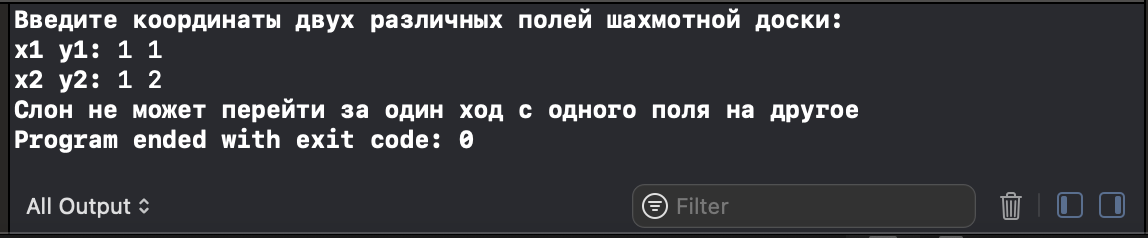 Введите координаты двух различных полей шахмотной доски:
x1 y1: 1 1
x2 y2: 1 2
Слон не может перейти за один ход с одного поля на другое
Program ended with exit code: 0
All Output
Filter